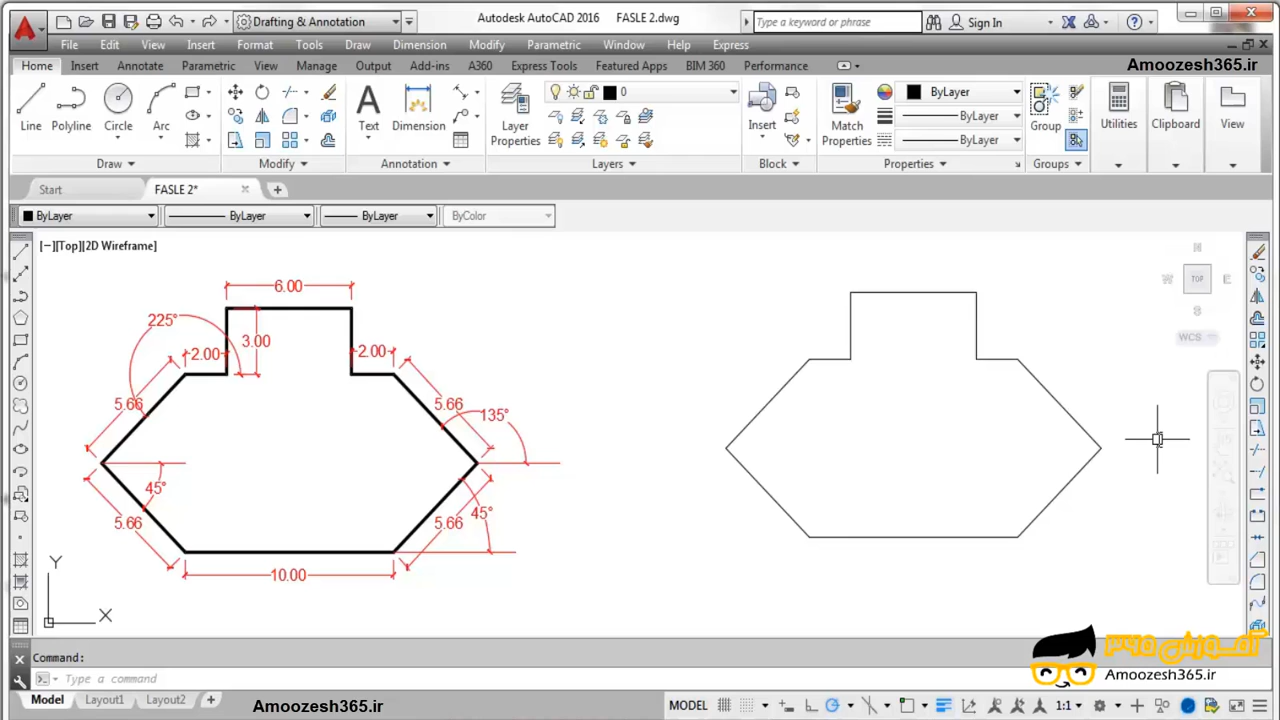 Drafting & Annotation
Autodesk AutoCAD 2016 FASLE 2.dwg
Type a keyword or phrase
Sign In
File Edit View Insert Format Tools Draw Dimension Modify Parametric Window Help Express
Home Insert Annotate Parametric View Manage Output Add-ins A360 Express Tools Featured Apps BIM 360 Performance
Amoozesh365.ir
Line Polyline Circle Arc
Text Dimension
Layer Properties
0
Insert
Match Properties
ByLayer
ByLayer
ByLayer
Group
Utilities
Clipboard
View
Draw Modify Annotation Layers Block Properties Groups
Start FASLE 2*
ByLayer ByLayer ByLayer ByColor
[−][Top][2D Wireframe]
N
W TOP E
S
WCS
6.00
225°
3.00
2.00
2.00
5.66
5.66
135°
45°
45°
5.66
5.66
10.00
Y
X
Command:
Type a command
آموزش ۳۶۵
Amoozesh365.ir
Model Layout1 Layout2
Amoozesh365.ir
MODEL
1:1